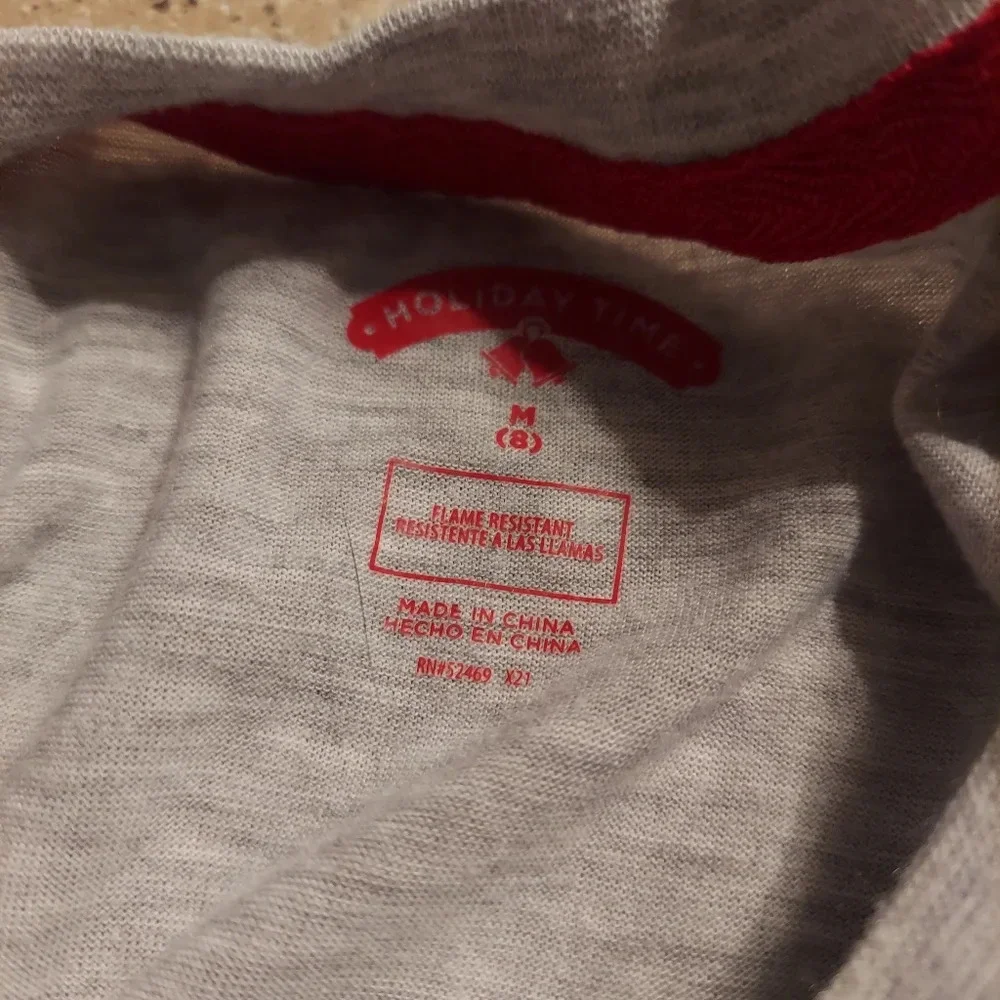 · HOLIDAY TIME ·
M
(8)
FLAME RESISTANT
RESISTENTE A LAS LLAMAS
MADE IN CHINA
HECHO EN CHINA
RN#52469 X21